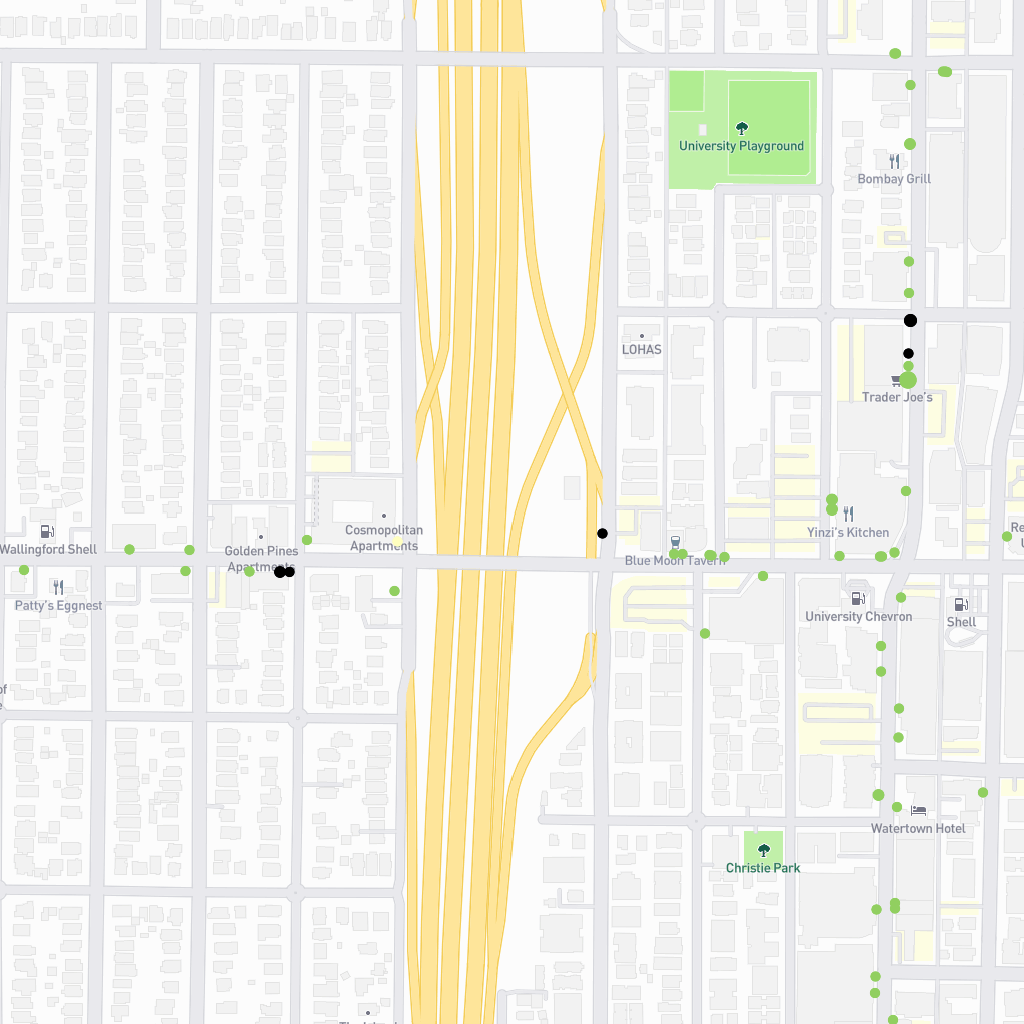 University Playground
Bombay Grill
LOHAS
Trader Joe's
Cosmopolitan
Apartments
Yinzi's Kitchen
Wallingford Shell
Golden Pines
Apartments
Blue Moon Tavern
Patty's Eggnest
University Chevron
Shell
of
Watertown Hotel
Christie Park